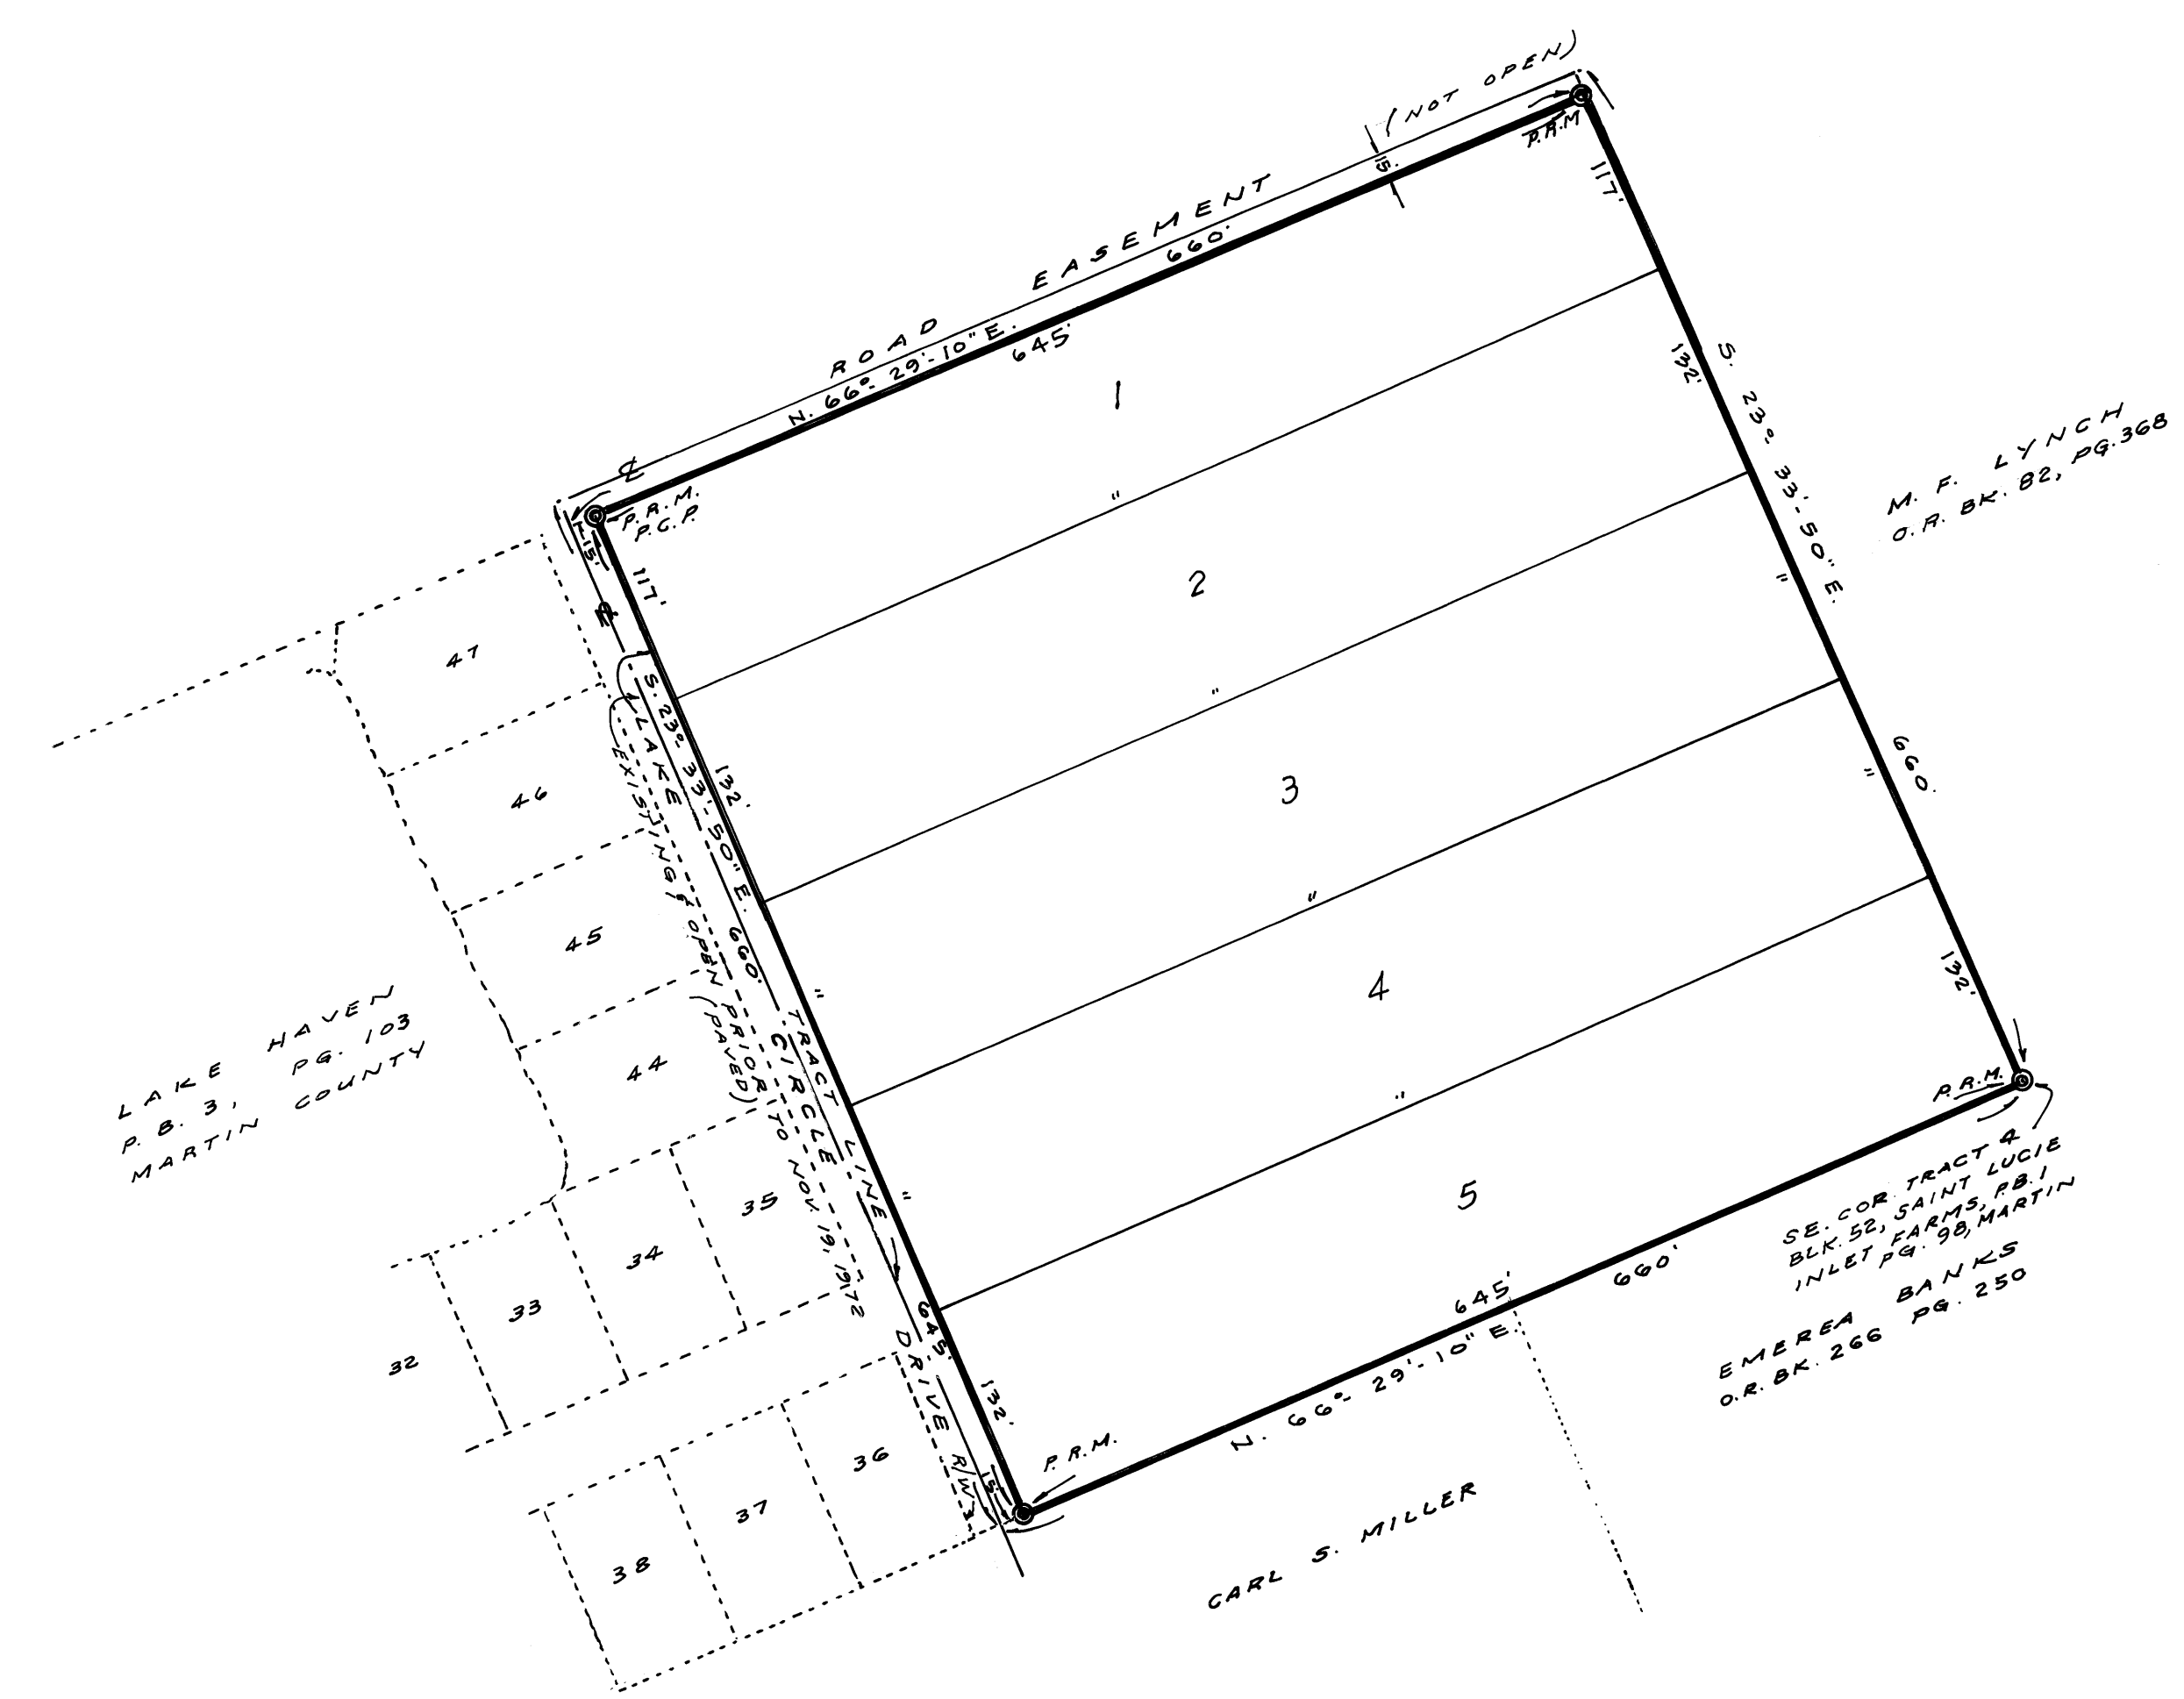 (NOT OPEN)
15'
P.R.M
117'
ROAD EASEMENT
660'
N. 66°- 29'- 10" E.
645'
1
132'
S. 23°- 33'- 50" E.
M. F. LYNCH
O.R. BK. 82, PG. 368
℄
P.R.M.
P.C.P.
15'
117'
"
2
"
47
S. 23°- 33'- 50" E. 660'
LAKE CIRCLE DRIVE R/W
(EXISTING & OPEN PRIOR TO NOV. 19, 1972
(PAVED)
TRACT LINE
132'
"
3
660'
"
46
"
45
"
4
132'
LAKE HAVEN
P. B. 3, PG. 103
MARTIN COUNTY
44
"
P.R.M.
35
"
5
34
33
32
645'
132'
645'
660'
N. 66°- 29'- 10" E.
SE. COR. TRACT 4
BLK. 52, SAINT LUCIE
INLET FARMS, P.B. 1
PG. 98, MARTIN
EMEREA BANKS
O.R. BK. 266 PG. 250
P.R.M.
15'
36
37
38
CARL S. MILLER